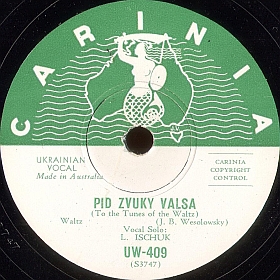 CARINIA
UKRAINIAN
VOCAL
Made in Australia
CARINIA
COPYRIGHT
CONTROL
PID ZVUKY VALSA
(To the Tunes of the Waltz)
Waltz (J. B. Wesolowsky)
Vocal Solo:
L. ISCHUK
UW-409
(S3747)